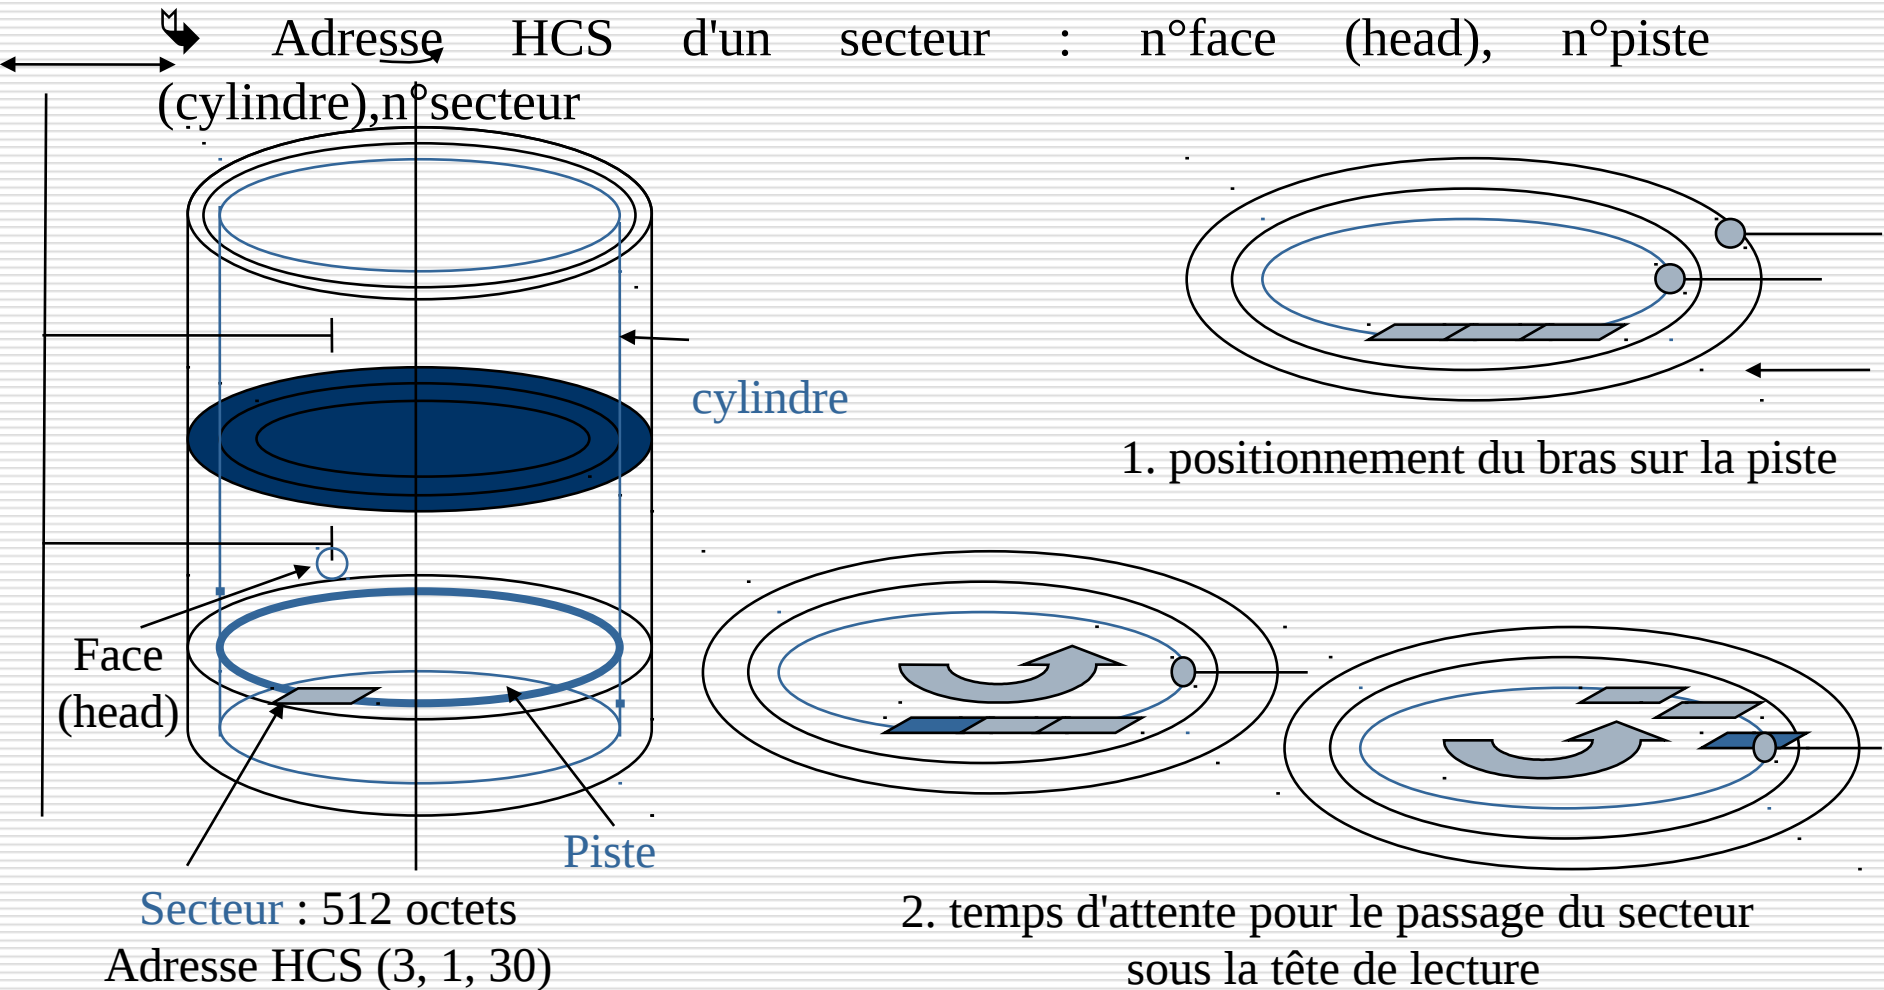 Adresse HCS d'un secteur : n°face (head), n°piste
(cylindre),n°secteur
cylindre
1. positionnement du bras sur la piste
Face
(head)
Piste
Secteur : 512 octets
Adresse HCS (3, 1, 30)
2. temps d'attente pour le passage du secteur
sous la tête de lecture